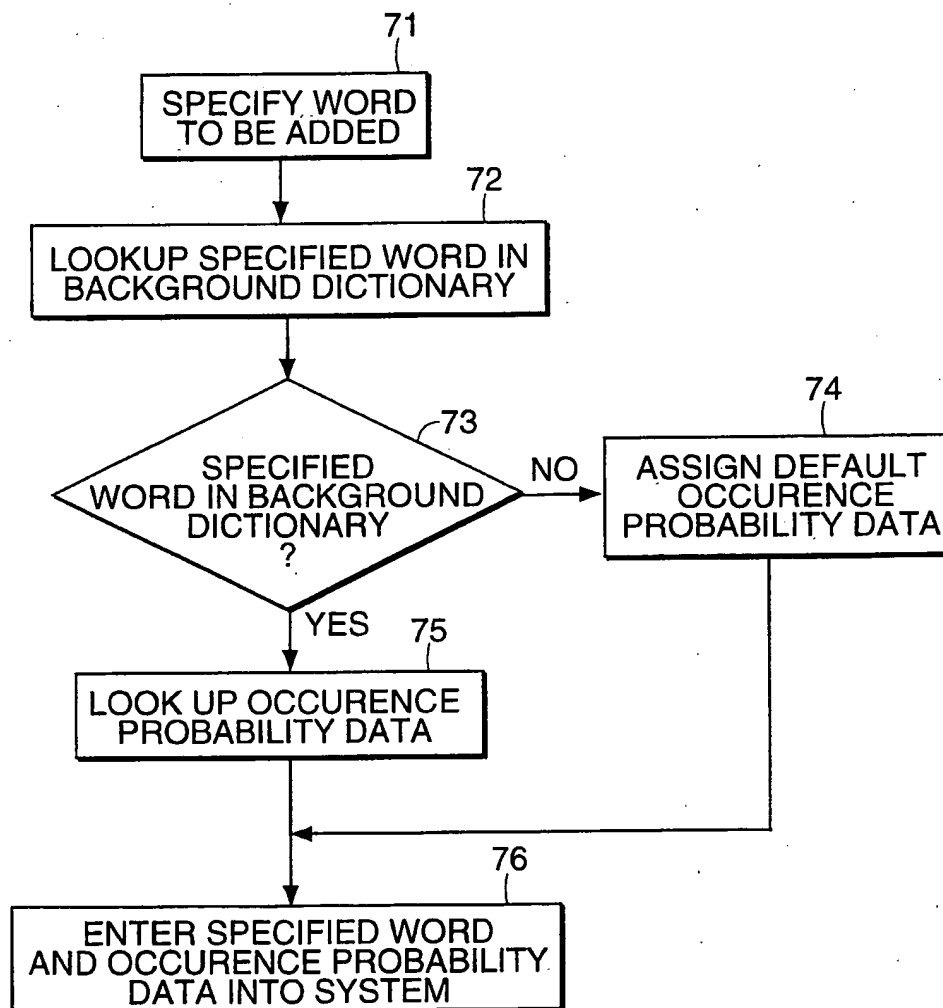 71
SPECIFY WORD
TO BE ADDED
72
LOOKUP SPECIFIED WORD IN
BACKGROUND DICTIONARY
73
SPECIFIED
WORD IN BACKGROUND
DICTIONARY
?
NO
74
ASSIGN DEFAULT
OCCURENCE
PROBABILITY DATA
YES
75
LOOK UP OCCURENCE
PROBABILITY DATA
76
ENTER SPECIFIED WORD
AND OCCURENCE PROBABILITY
DATA INTO SYSTEM